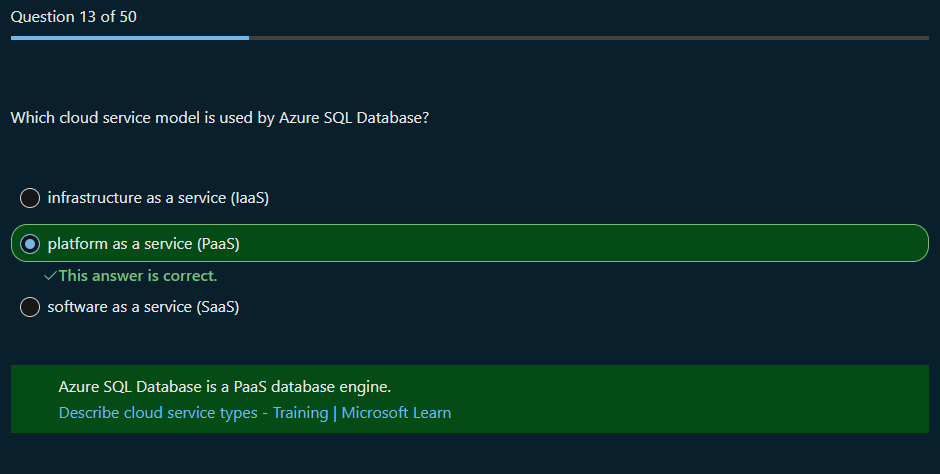 Question 13 of 50
Which cloud service model is used by Azure SQL Database?
infrastructure as a service (IaaS)
platform as a service (PaaS)
This answer is correct.
software as a service (SaaS)
Azure SQL Database is a PaaS database engine.
Describe cloud service types - Training | Microsoft Learn